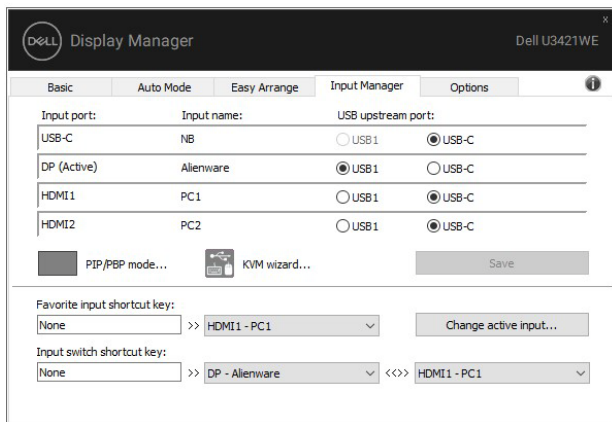 DELL Display Manager Dell U3421WE
Basic Auto Mode Easy Arrange Input Manager Options
Input port: Input name: USB upstream port:
USB-C NB USB1 USB-C
DP (Active) Alienware USB1 USB-C
HDMI1 PC1 USB1 USB-C
HDMI2 PC2 USB1 USB-C
PIP/PBP mode... KVM wizard... Save
Favorite input shortcut key:
None >> HDMI1 - PC1 Change active input...
Input switch shortcut key:
None >> DP - Alienware <<>> HDMI1 - PC1